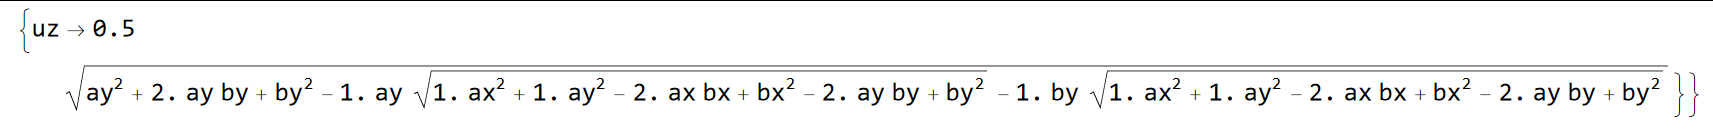 {uz → 0.5
√(ay² + 2. ay by + by² − 1. ay √(1. ax² + 1. ay² − 2. ax bx + bx² − 2. ay by + by²) − 1. by √(1. ax² + 1. ay² − 2. ax bx + bx² − 2. ay by + by²))}}